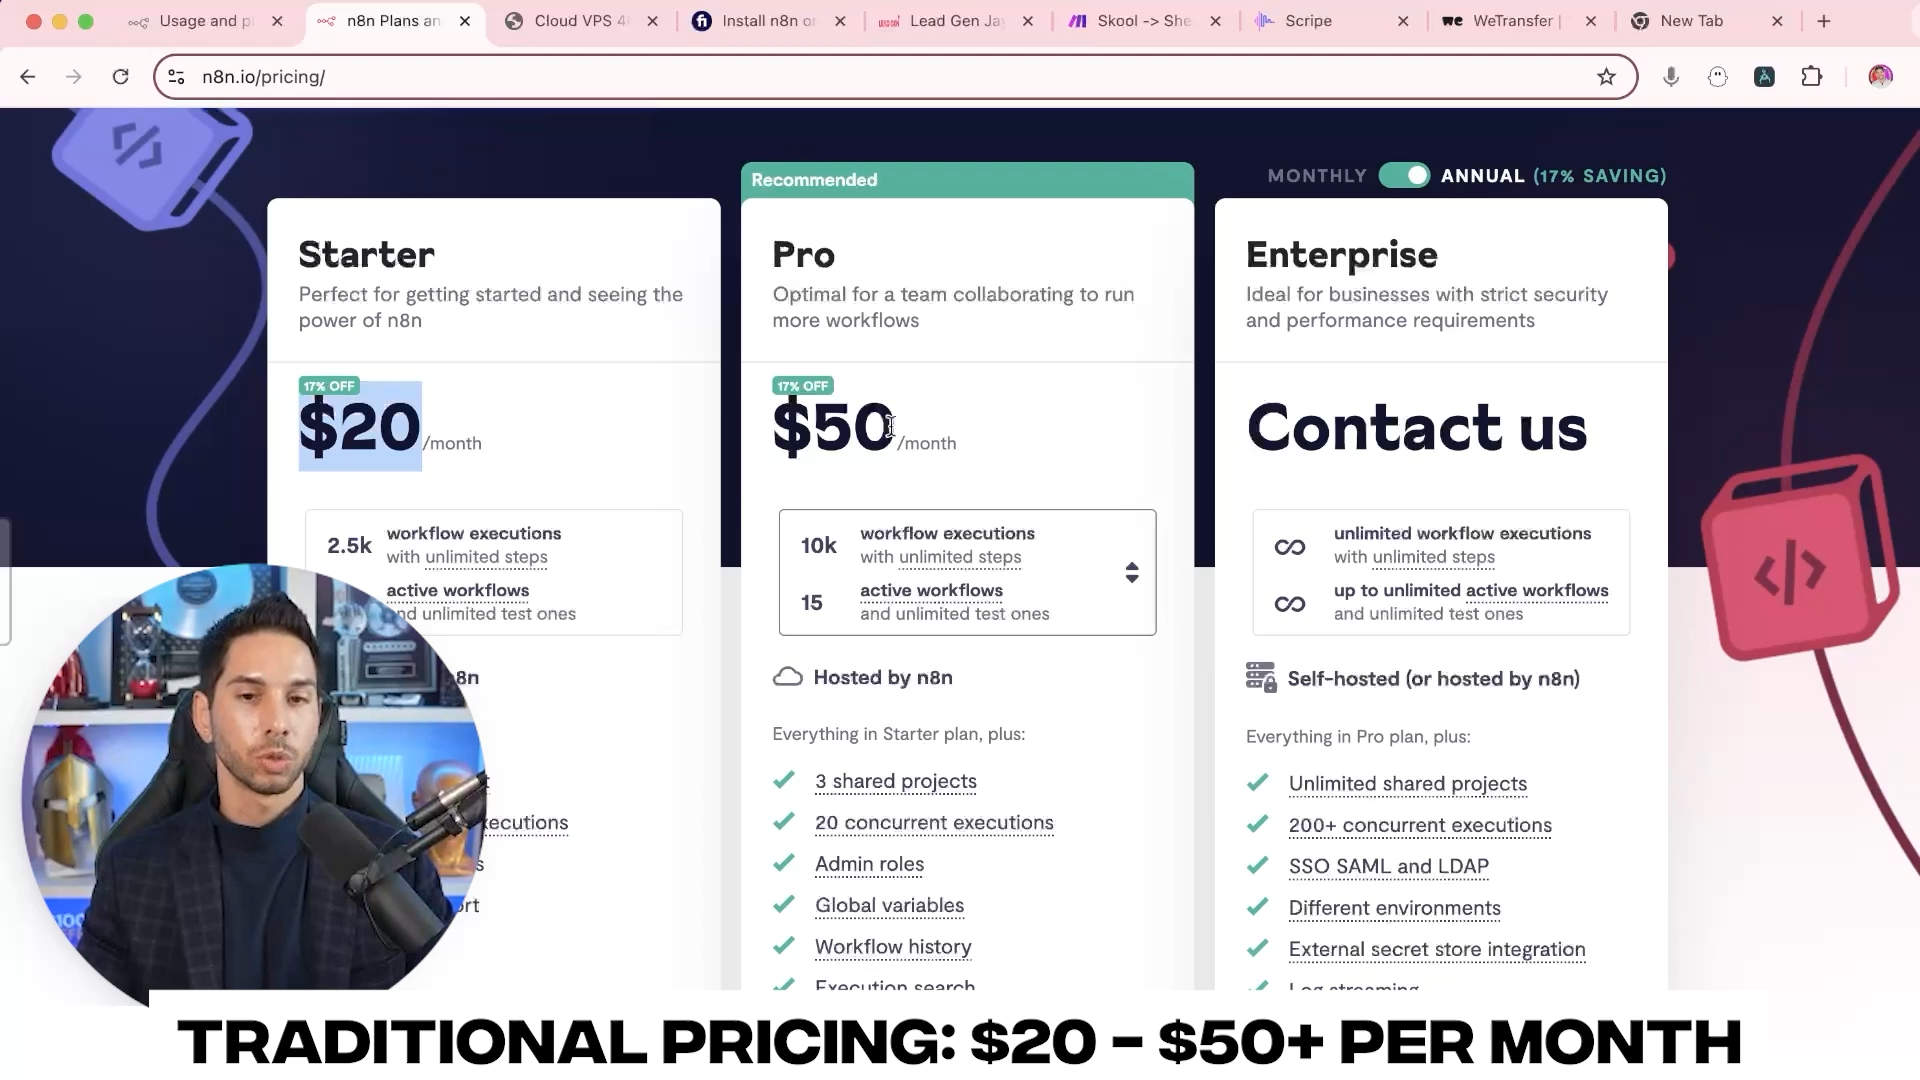 Usage and p
n8n Plans an
Cloud VPS 4
Install n8n o
Lead Gen Ja
Skool -> She
Scripe
WeTransfer |
New Tab
n8n.io/pricing/
MONTHLY ANNUAL (17% SAVING)
Recommended
Starter
Perfect for getting started and seeing the
power of n8n
17% OFF
$20/month
2.5k workflow executions
with unlimited steps
active workflows
and unlimited test ones
8n
xecutions
ort
Pro
Optimal for a team collaborating to run
more workflows
17% OFF
$50/month
10k workflow executions
with unlimited steps
15 active workflows
and unlimited test ones
Hosted by n8n
Everything in Starter plan, plus:
3 shared projects
20 concurrent executions
Admin roles
Global variables
Workflow history
Execution search
Enterprise
Ideal for businesses with strict security
and performance requirements
Contact us
∞ unlimited workflow executions
with unlimited steps
∞ up to unlimited active workflows
and unlimited test ones
Self-hosted (or hosted by n8n)
Everything in Pro plan, plus:
Unlimited shared projects
200+ concurrent executions
SSO SAML and LDAP
Different environments
External secret store integration
Log streaming
TRADITIONAL PRICING: $20 – $50+ PER MONTH